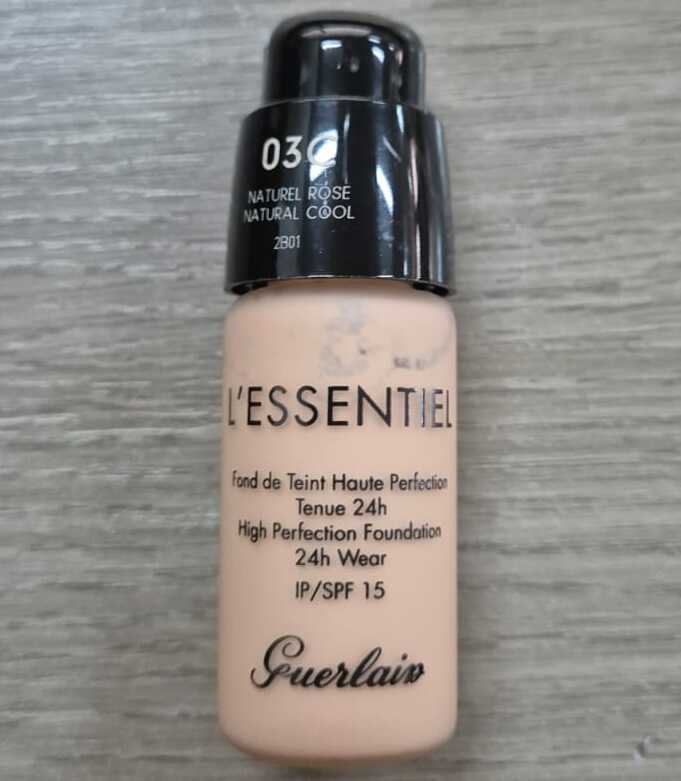 03C
NATUREL ROSE
NATURAL COOL
2B01
L'ESSENTIEL
Fond de Teint Haute Perfection
Tenue 24h
High Perfection Foundation
24h Wear
IP/SPF 15
Guerlain